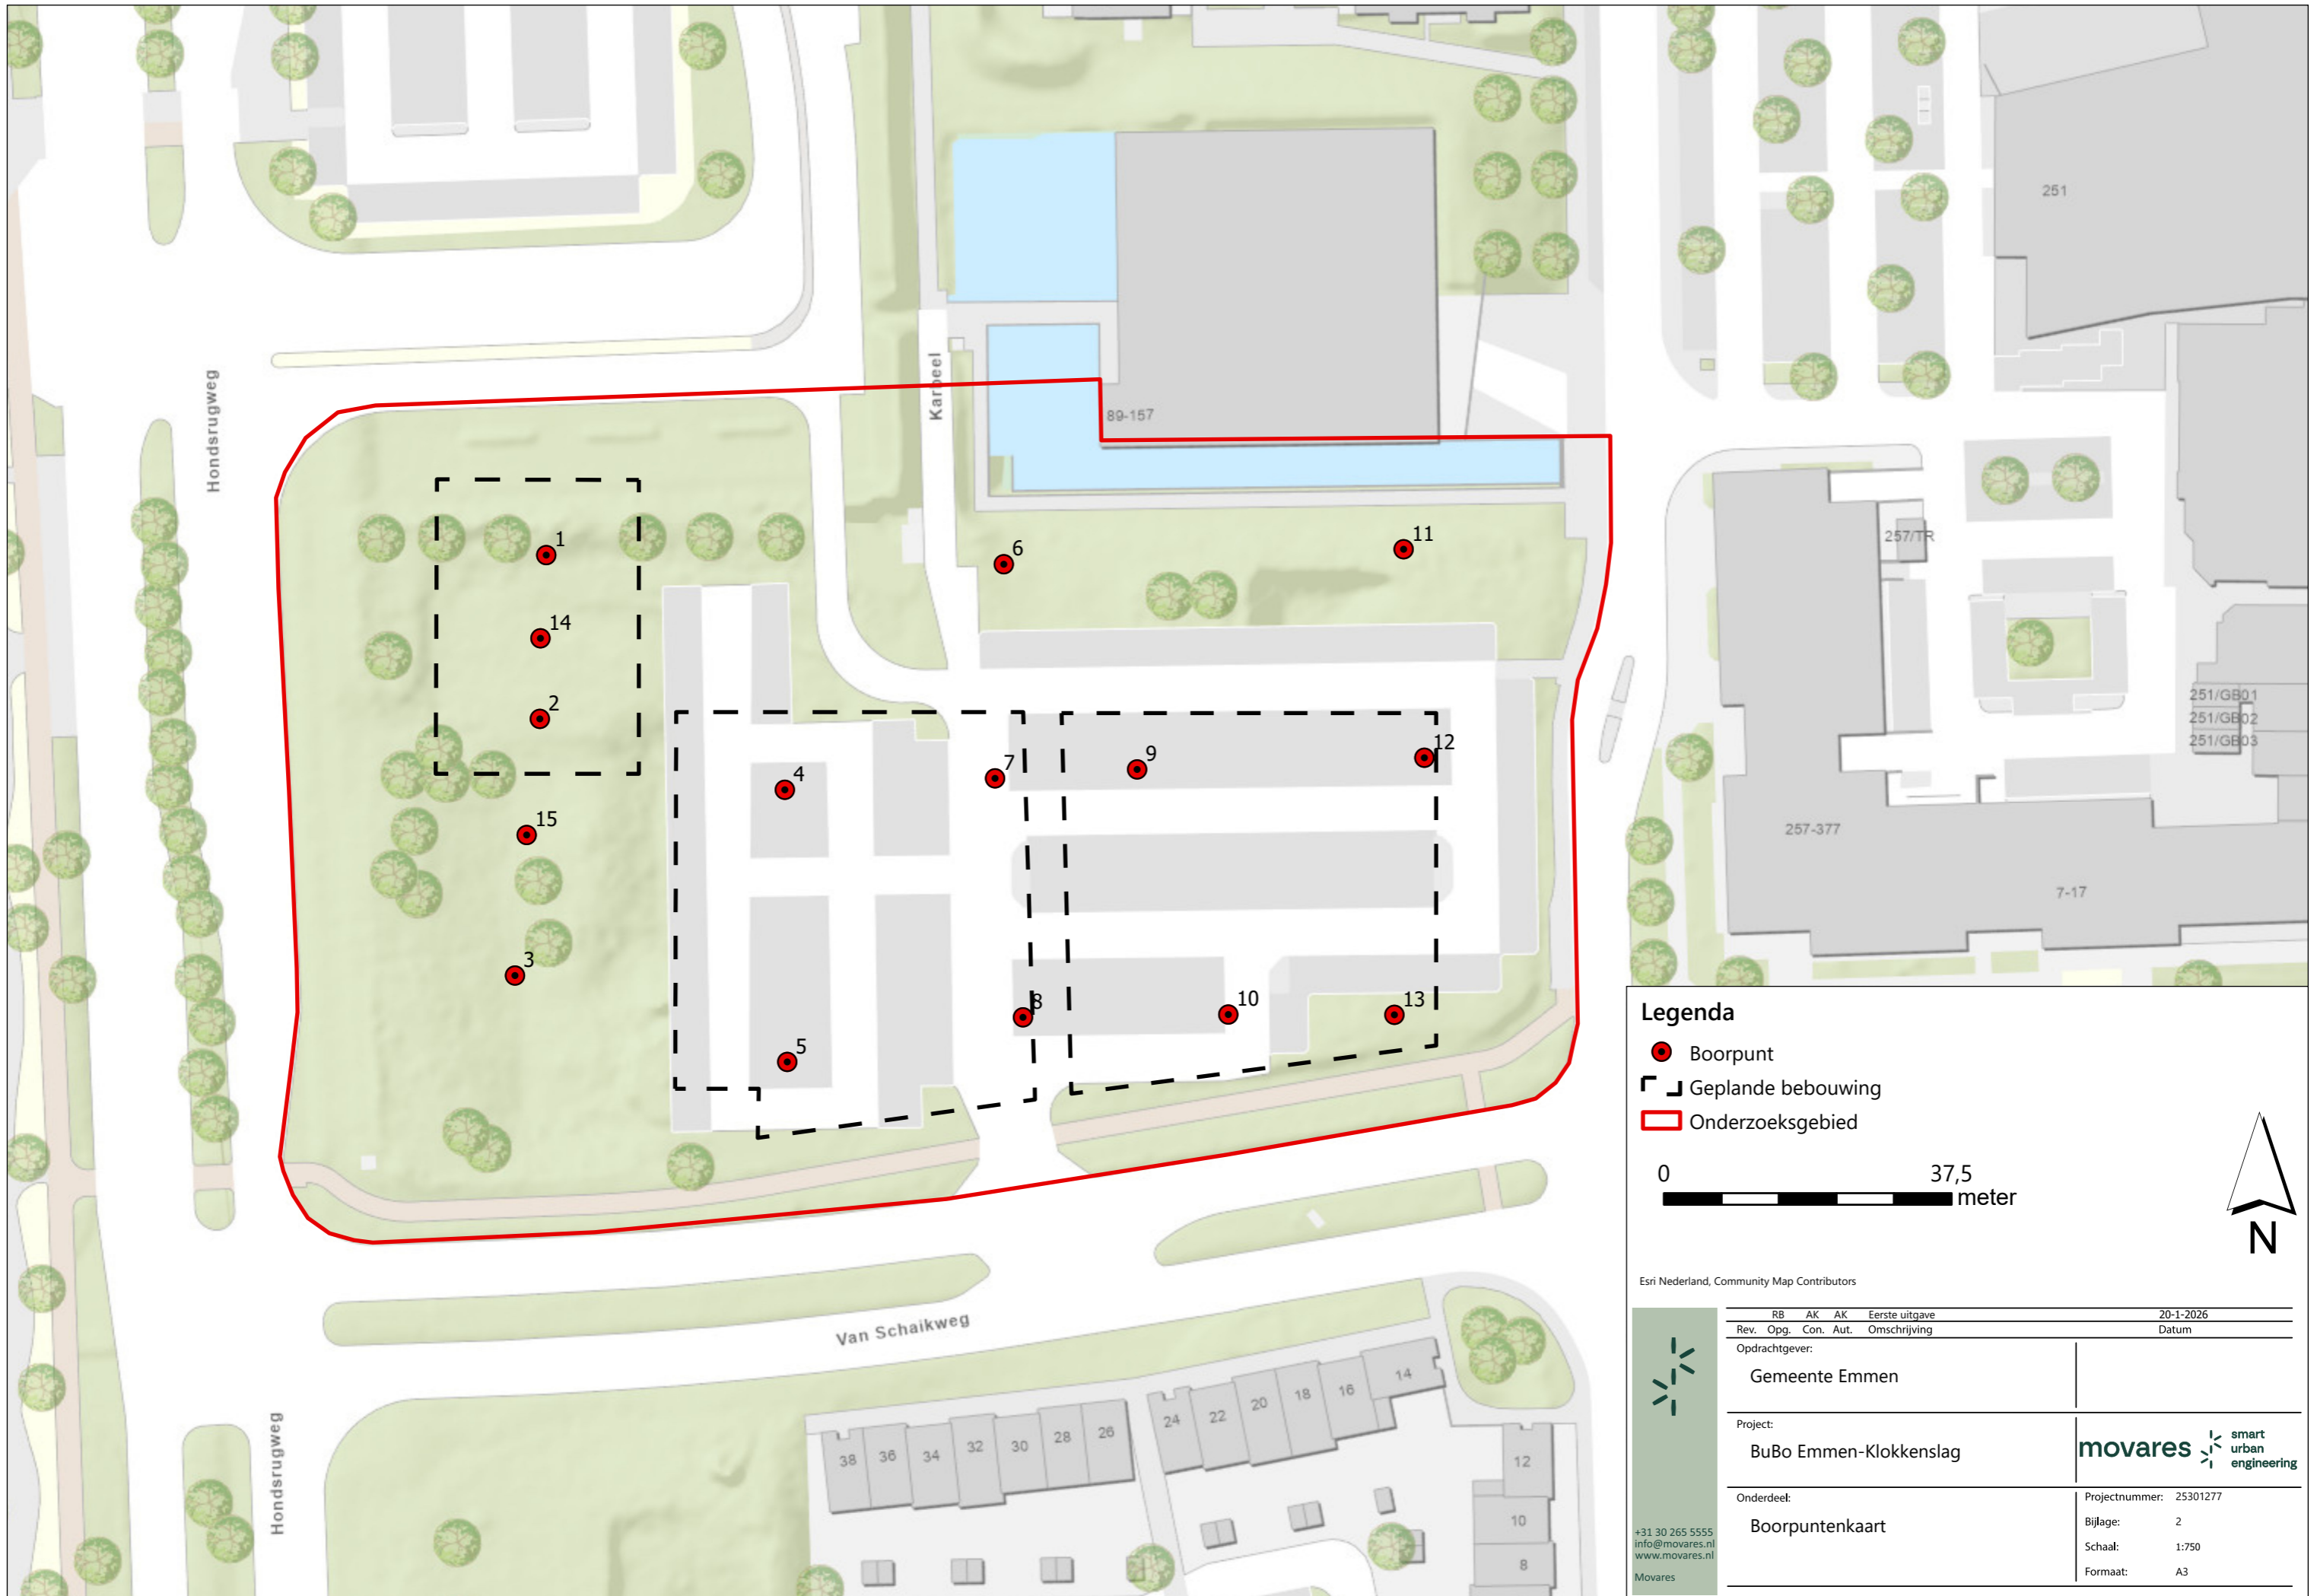 251
Hondsrugweg
Karpeel
89-157
257/TR
1
6
11
14
2
251/GB01
251/GB02
251/GB03
12
9
7
4
15
257-377
7-17
3
8
10
13
5
Legenda
Boorpunt
Geplande bebouwing
Onderzoeksgebied
0 37,5
meter
N
Esri Nederland, Community Map Contributors
RB AK AK Eerste uitgave 20-1-2026
Rev. Opg. Con. Aut. Omschrijving Datum
Opdrachtgever:
Gemeente Emmen
Project:
BuBo Emmen-Klokkenslag
movares
smart
urban
engineering
Onderdeel:
Boorpuntenkaart
Projectnummer: 25301277
Bijlage: 2
Schaal: 1:750
Formaat: A3
+31 30 265 5555
info@movares.nl
www.movares.nl
Movares
Van Schaikweg
Hondsrugweg
38 36 34 32 30 28 26
24 22 20 18 16 14
12
10
8